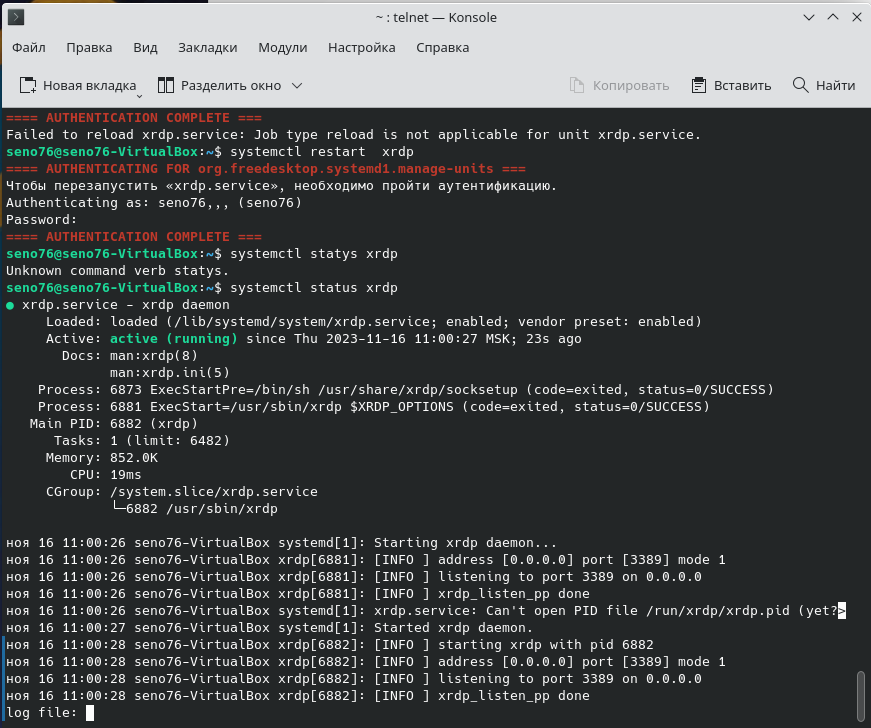 ~ : telnet — Konsole
Файл Правка Вид Закладки Модули Настройка Справка
Новая вкладка Разделить окно Копировать Вставить Найти
==== AUTHENTICATION COMPLETE ===
Failed to reload xrdp.service: Job type reload is not applicable for unit xrdp.service.
seno76@seno76-VirtualBox:~$ systemctl restart  xrdp
==== AUTHENTICATING FOR org.freedesktop.systemd1.manage-units ===
Чтобы перезапустить «xrdp.service», необходимо пройти аутентификацию.
Authenticating as: seno76,,, (seno76)
Password:
==== AUTHENTICATION COMPLETE ===
seno76@seno76-VirtualBox:~$ systemctl statys xrdp
Unknown command verb statys.
seno76@seno76-VirtualBox:~$ systemctl status xrdp
● xrdp.service - xrdp daemon
Loaded: loaded (/lib/systemd/system/xrdp.service; enabled; vendor preset: enabled)
Active: active (running) since Thu 2023-11-16 11:00:27 MSK; 23s ago
Docs: man:xrdp(8)
man:xrdp.ini(5)
Process: 6873 ExecStartPre=/bin/sh /usr/share/xrdp/socksetup (code=exited, status=0/SUCCESS)
Process: 6881 ExecStart=/usr/sbin/xrdp $XRDP_OPTIONS (code=exited, status=0/SUCCESS)
Main PID: 6882 (xrdp)
Tasks: 1 (limit: 6482)
Memory: 852.0K
CPU: 19ms
CGroup: /system.slice/xrdp.service
└─6882 /usr/sbin/xrdp
ноя 16 11:00:26 seno76-VirtualBox systemd[1]: Starting xrdp daemon...
ноя 16 11:00:26 seno76-VirtualBox xrdp[6881]: [INFO ] address [0.0.0.0] port [3389] mode 1
ноя 16 11:00:26 seno76-VirtualBox xrdp[6881]: [INFO ] listening to port 3389 on 0.0.0.0
ноя 16 11:00:26 seno76-VirtualBox xrdp[6881]: [INFO ] xrdp_listen_pp done
ноя 16 11:00:26 seno76-VirtualBox systemd[1]: xrdp.service: Can't open PID file /run/xrdp/xrdp.pid (yet?>
ноя 16 11:00:27 seno76-VirtualBox systemd[1]: Started xrdp daemon.
ноя 16 11:00:28 seno76-VirtualBox xrdp[6882]: [INFO ] starting xrdp with pid 6882
ноя 16 11:00:28 seno76-VirtualBox xrdp[6882]: [INFO ] address [0.0.0.0] port [3389] mode 1
ноя 16 11:00:28 seno76-VirtualBox xrdp[6882]: [INFO ] listening to port 3389 on 0.0.0.0
ноя 16 11:00:28 seno76-VirtualBox xrdp[6882]: [INFO ] xrdp_listen_pp done
log file: